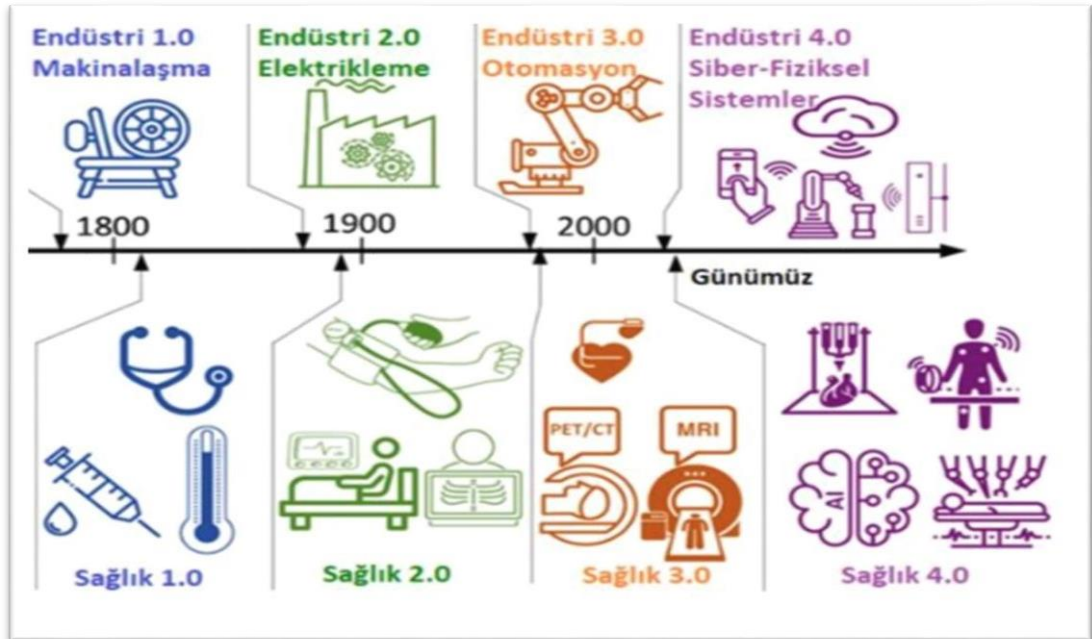 Endüstri 1.0
Makinalaşma
Endüstri 2.0
Elektrikleme
Endüstri 3.0
Otomasyon
Endüstri 4.0
Siber-Fiziksel
Sistemler
1800
1900
2000
Günümüz
PET/CT
MRI
AI
Sağlık 1.0
Sağlık 2.0
Sağlık 3.0
Sağlık 4.0